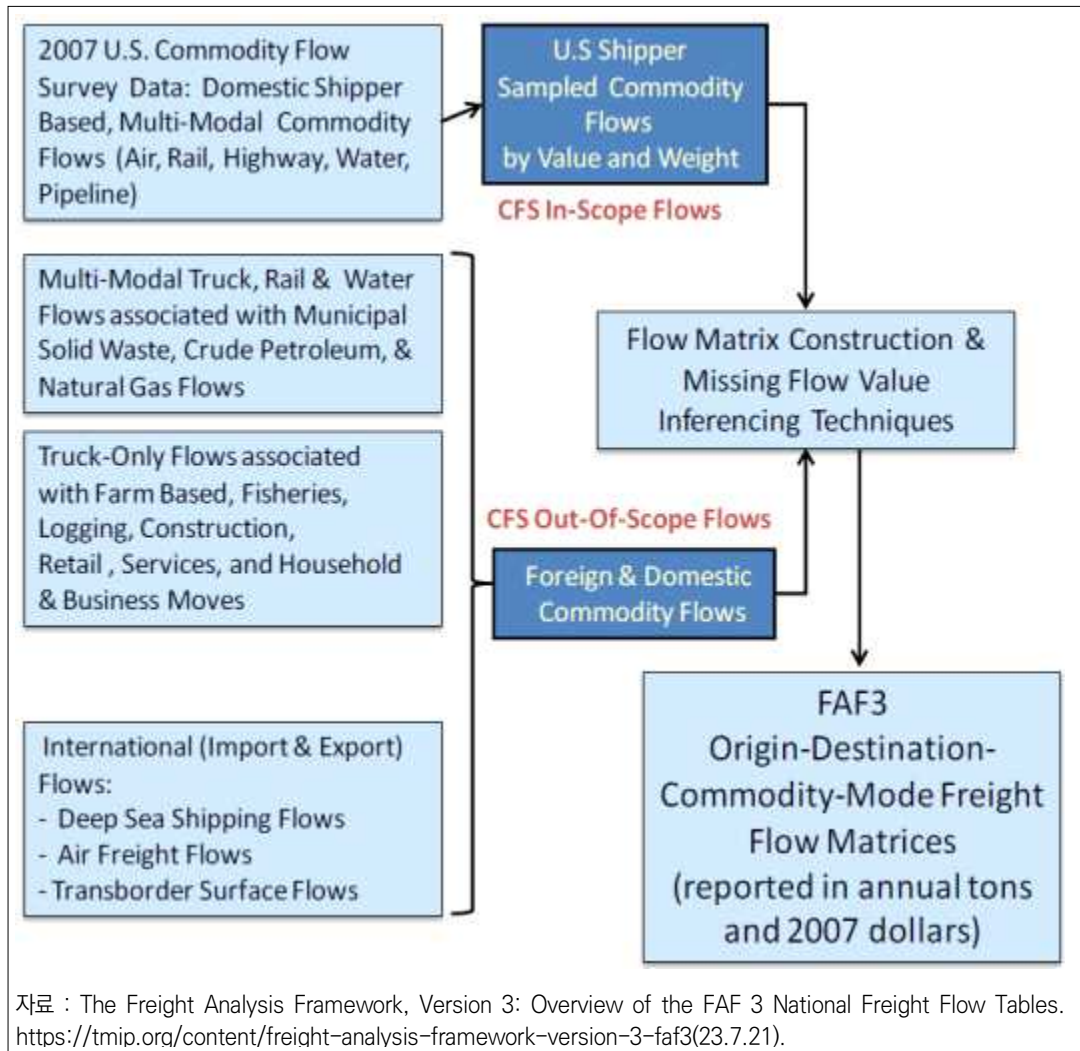 2007 U.S. Commodity Flow
Survey Data: Domestic Shipper
Based, Multi-Modal Commodity
Flows (Air, Rail, Highway, Water,
Pipeline)
U.S Shipper
Sampled Commodity
Flows
by Value and Weight
CFS In-Scope Flows
Multi-Modal Truck, Rail & Water
Flows associated with Municipal
Solid Waste, Crude Petroleum, &
Natural Gas Flows
Flow Matrix Construction &
Missing Flow Value
Inferencing Techniques
Truck-Only Flows associated
with Farm Based, Fisheries,
Logging, Construction,
Retail , Services, and Household
& Business Moves
CFS Out-Of-Scope Flows
Foreign & Domestic
Commodity Flows
International (Import & Export)
Flows:
- Deep Sea Shipping Flows
- Air Freight Flows
- Transborder Surface Flows
FAF3
Origin-Destination-
Commodity-Mode Freight
Flow Matrices
(reported in annual tons
and 2007 dollars)
자료 : The Freight Analysis Framework, Version 3: Overview of the FAF 3 National Freight Flow Tables.
https://tmip.org/content/freight-analysis-framework-version-3-faf3(23.7.21).